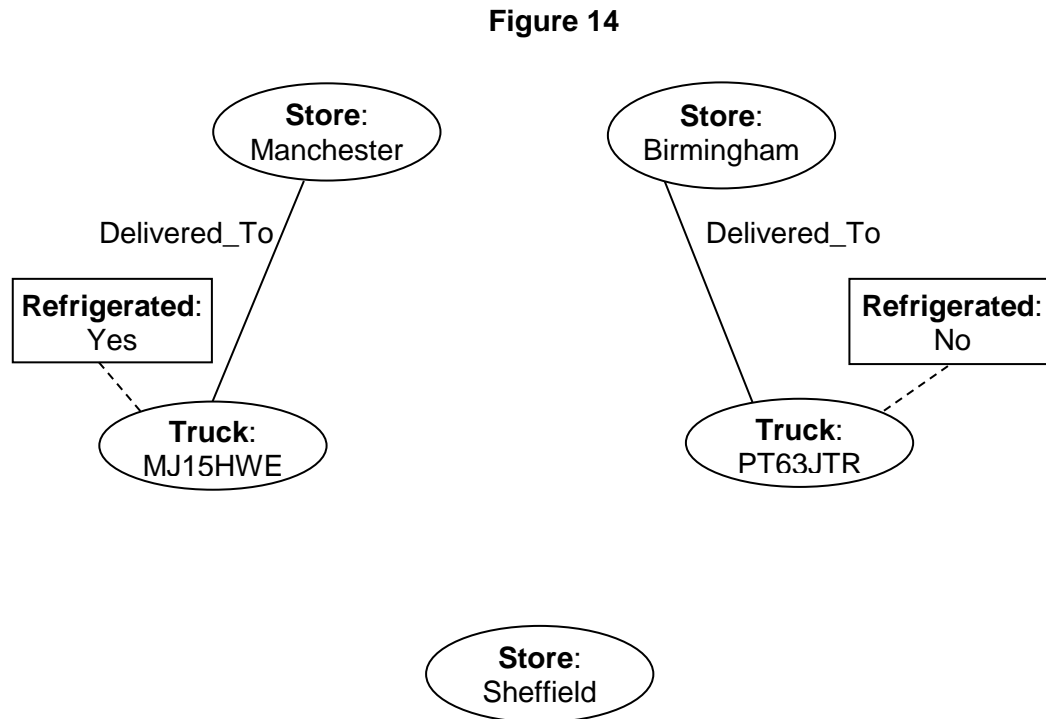 Figure 14
Store:
Manchester
Store:
Birmingham
Delivered_To
Delivered_To
Refrigerated:
Yes
Refrigerated:
No
Truck:
MJ15HWE
Truck:
PT63JTR
Store:
Sheffield